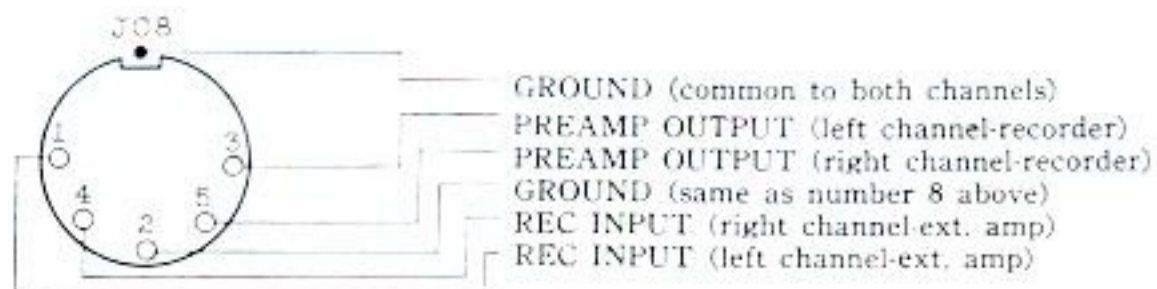 JC8
GROUND (common to both channels)
PREAMP OUTPUT (left channel-recorder)
1
3
PREAMP OUTPUT (right channel-recorder)
GROUND (same as number 8 above)
4
5
2
REC INPUT (right channel-ext. amp)
REC INPUT (left channel-ext. amp)